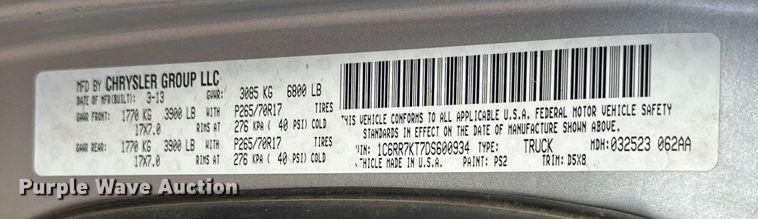 MFD BY CHRYSLER GROUP LLC
DATE OF MFR(BUILT): 3-13 GVWR: 3085 KG 6800 LB
GAWR FRONT: 1770 KG 3900 LB WITH P265/70R17 TIRES
17X7.0 RIMS AT 276 KPA ( 40 PSI) COLD
GAWR REAR: 1770 KG 3900 LB WITH P265/70R17 TIRES
17X7.0 RIMS AT 276 KPA ( 40 PSI) COLD
THIS VEHICLE CONFORMS TO ALL APPLICABLE U.S.A. FEDERAL MOTOR VEHICLE SAFETY
STANDARDS IN EFFECT ON THE DATE OF MANUFACTURE SHOWN ABOVE.
VIN: 1C6RR7KT7DS600934 TYPE: TRUCK MDH: 032523 062AA
VEHICLE MADE IN U.S.A. PAINT: PS2 TRIM: D5X8
Purple Wave Auction
Purple Wave Auction